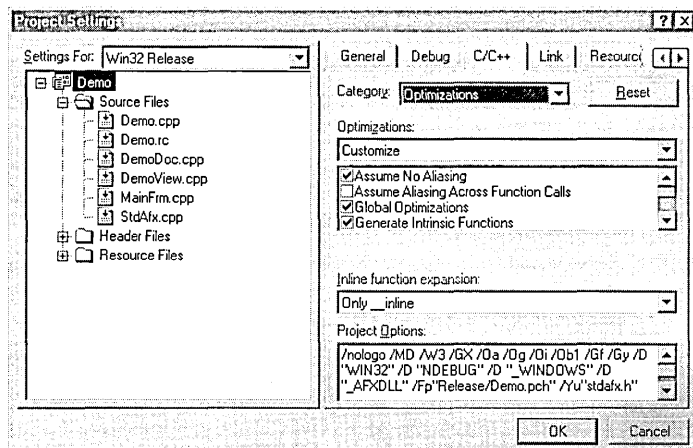 Project Settings
Settings For: Win32 Release
Demo
Source Files
Demo.cpp
Demo.rc
DemoDoc.cpp
DemoView.cpp
MainFrm.cpp
StdAfx.cpp
Header Files
Resource Files
General Debug C/C++ Link Resourc
Category: Optimizations Reset
Optimizations:
Customize
Assume No Aliasing
Assume Aliasing Across Function Calls
Global Optimizations
Generate Intrinsic Functions
Inline function expansion:
Only __inline
Project Options:
/nologo /MD /W3 /GX /Oa /Og /Oi /Ob1 /Gf /Gy /D
"WIN32" /D "NDEBUG" /D "_WINDOWS" /D
"_AFXDLL" /Fp"Release/Demo.pch" /Yu"stdafx.h"
OK Cancel